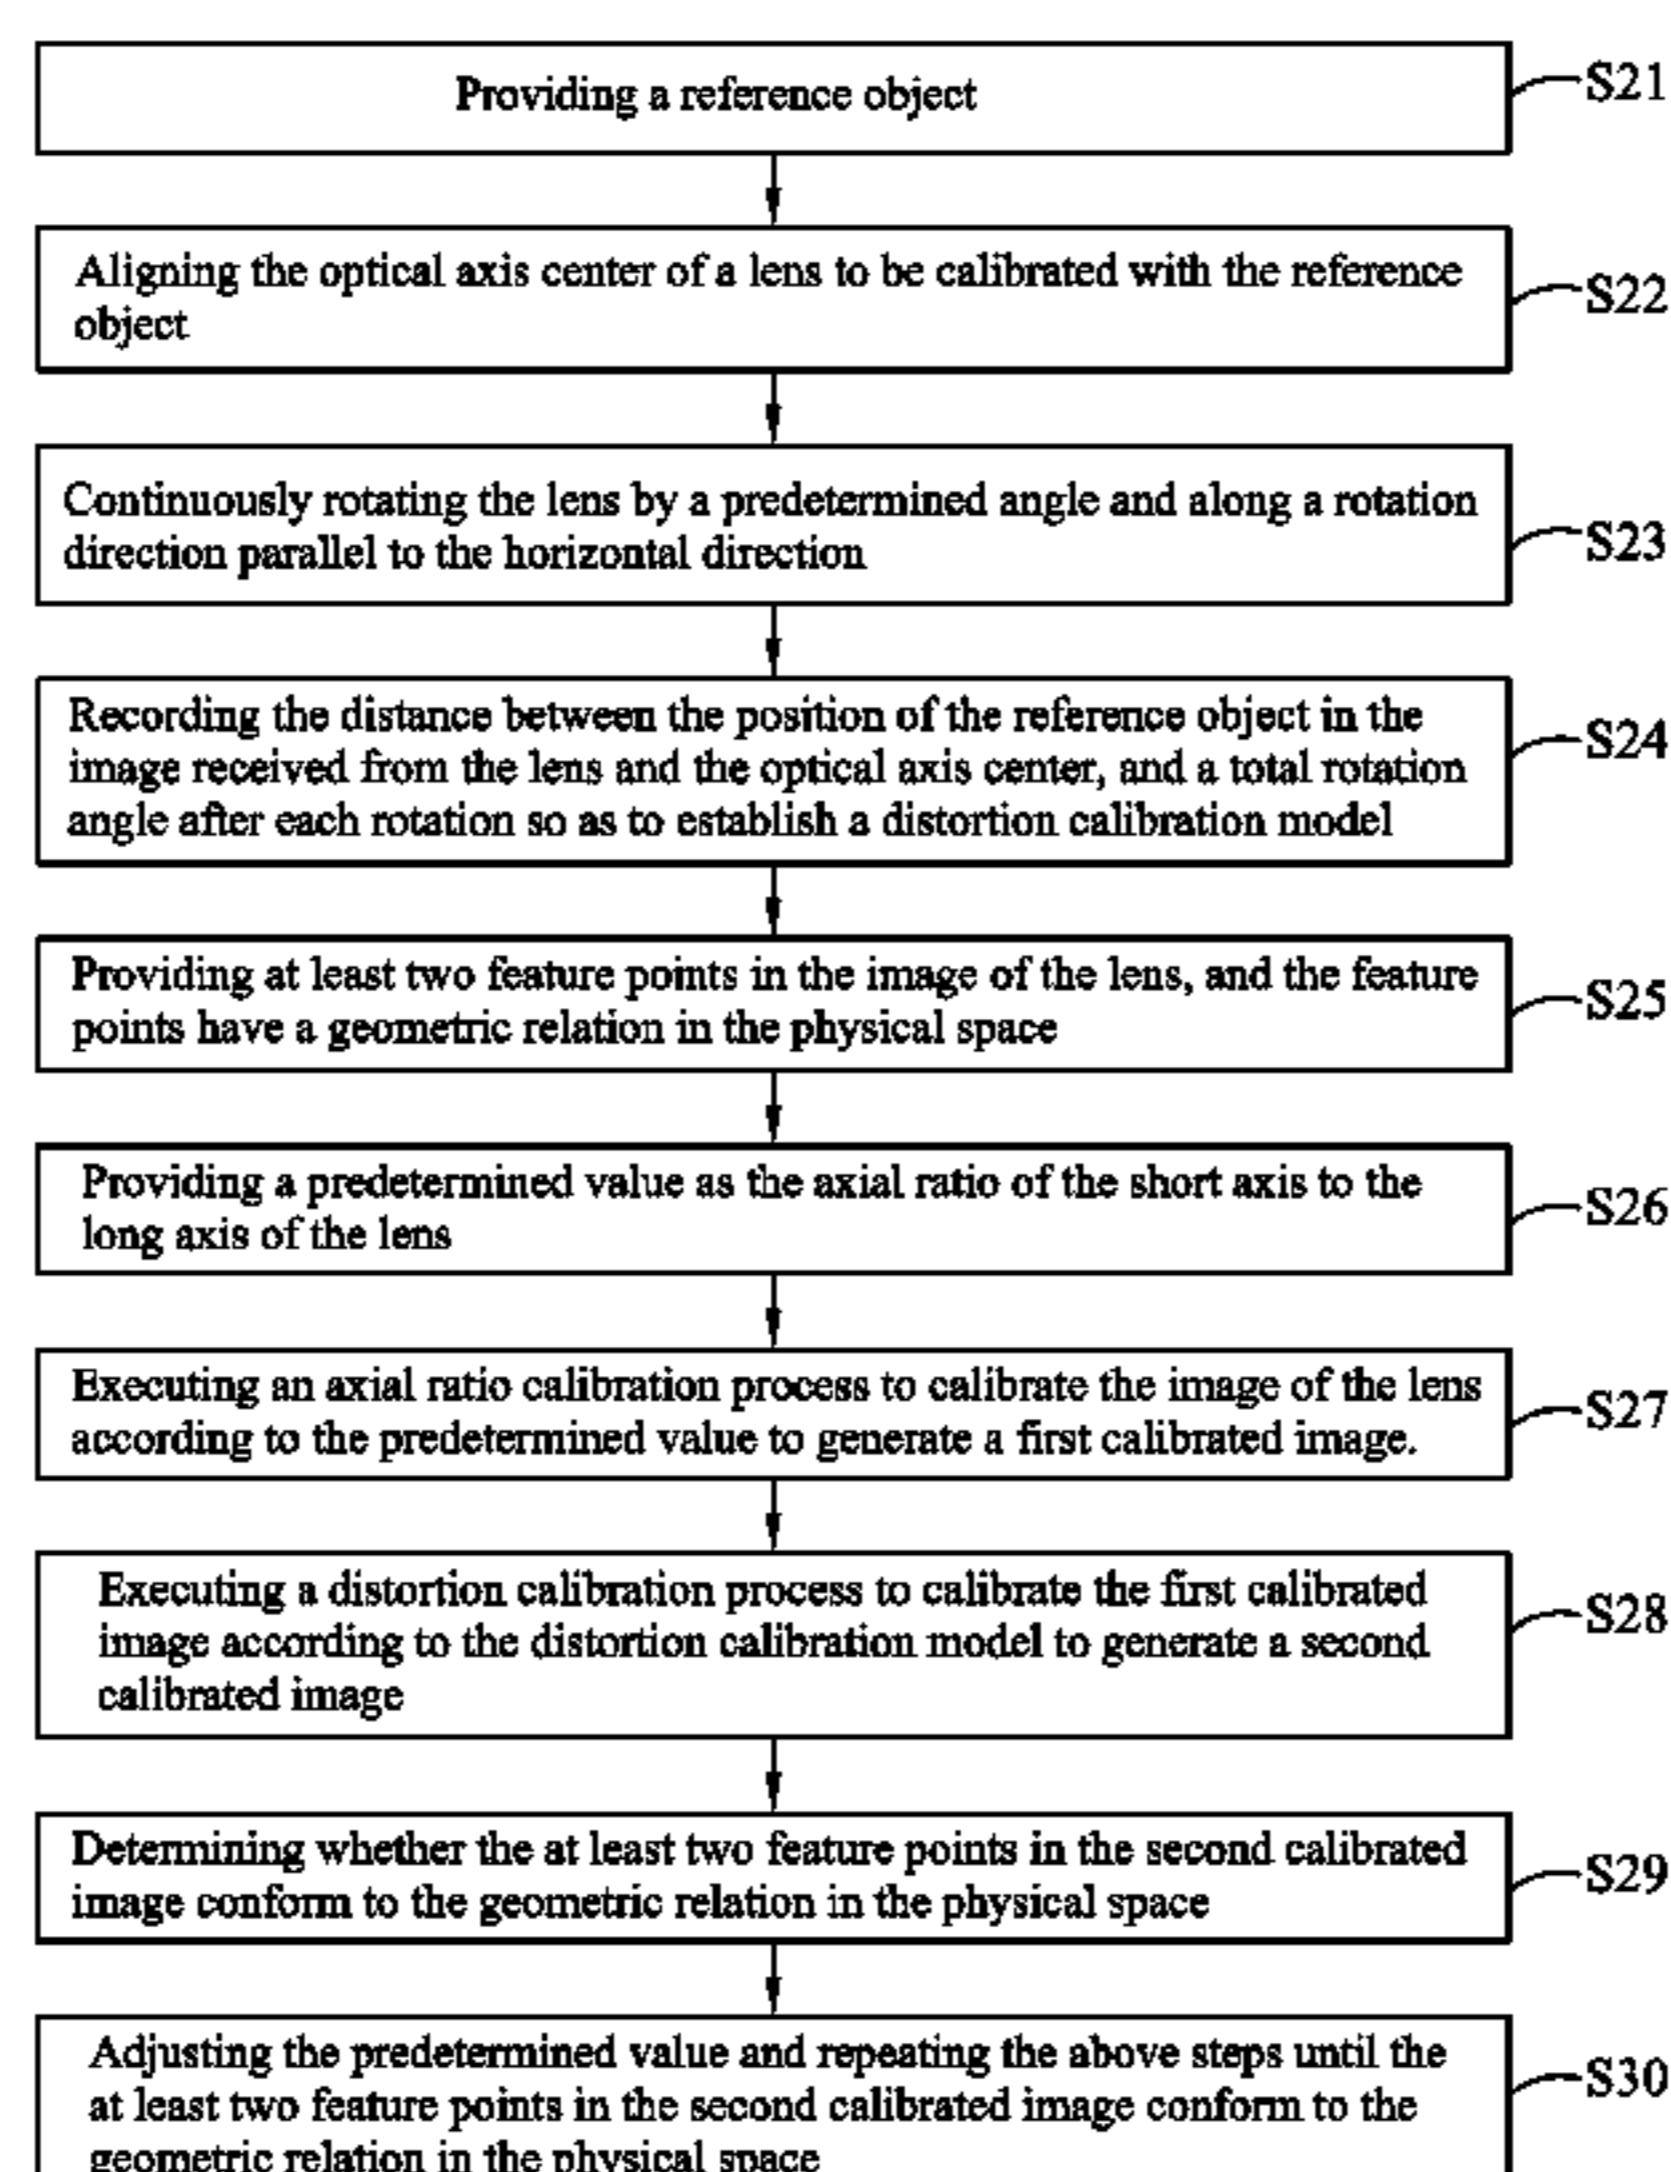 Providing a reference object
S21
Aligning the optical axis center of a lens to be calibrated with the reference
object
S22
Continuously rotating the lens by a predetermined angle and along a rotation
direction parallel to the horizontal direction
S23
Recording the distance between the position of the reference object in the
image received from the lens and the optical axis center, and a total rotation
angle after each rotation so as to establish a distortion calibration model
S24
Providing at least two feature points in the image of the lens, and the feature
points have a geometric relation in the physical space
S25
Providing a predetermined value as the axial ratio of the short axis to the
long axis of the lens
S26
Executing an axial ratio calibration process to calibrate the image of the lens
according to the predetermined value to generate a first calibrated image.
S27
Executing a distortion calibration process to calibrate the first calibrated
image according to the distortion calibration model to generate a second
calibrated image
S28
Determining whether the at least two feature points in the second calibrated
image conform to the geometric relation in the physical space
S29
Adjusting the predetermined value and repeating the above steps until the
at least two feature points in the second calibrated image conform to the
geometric relation in the physical space
S30